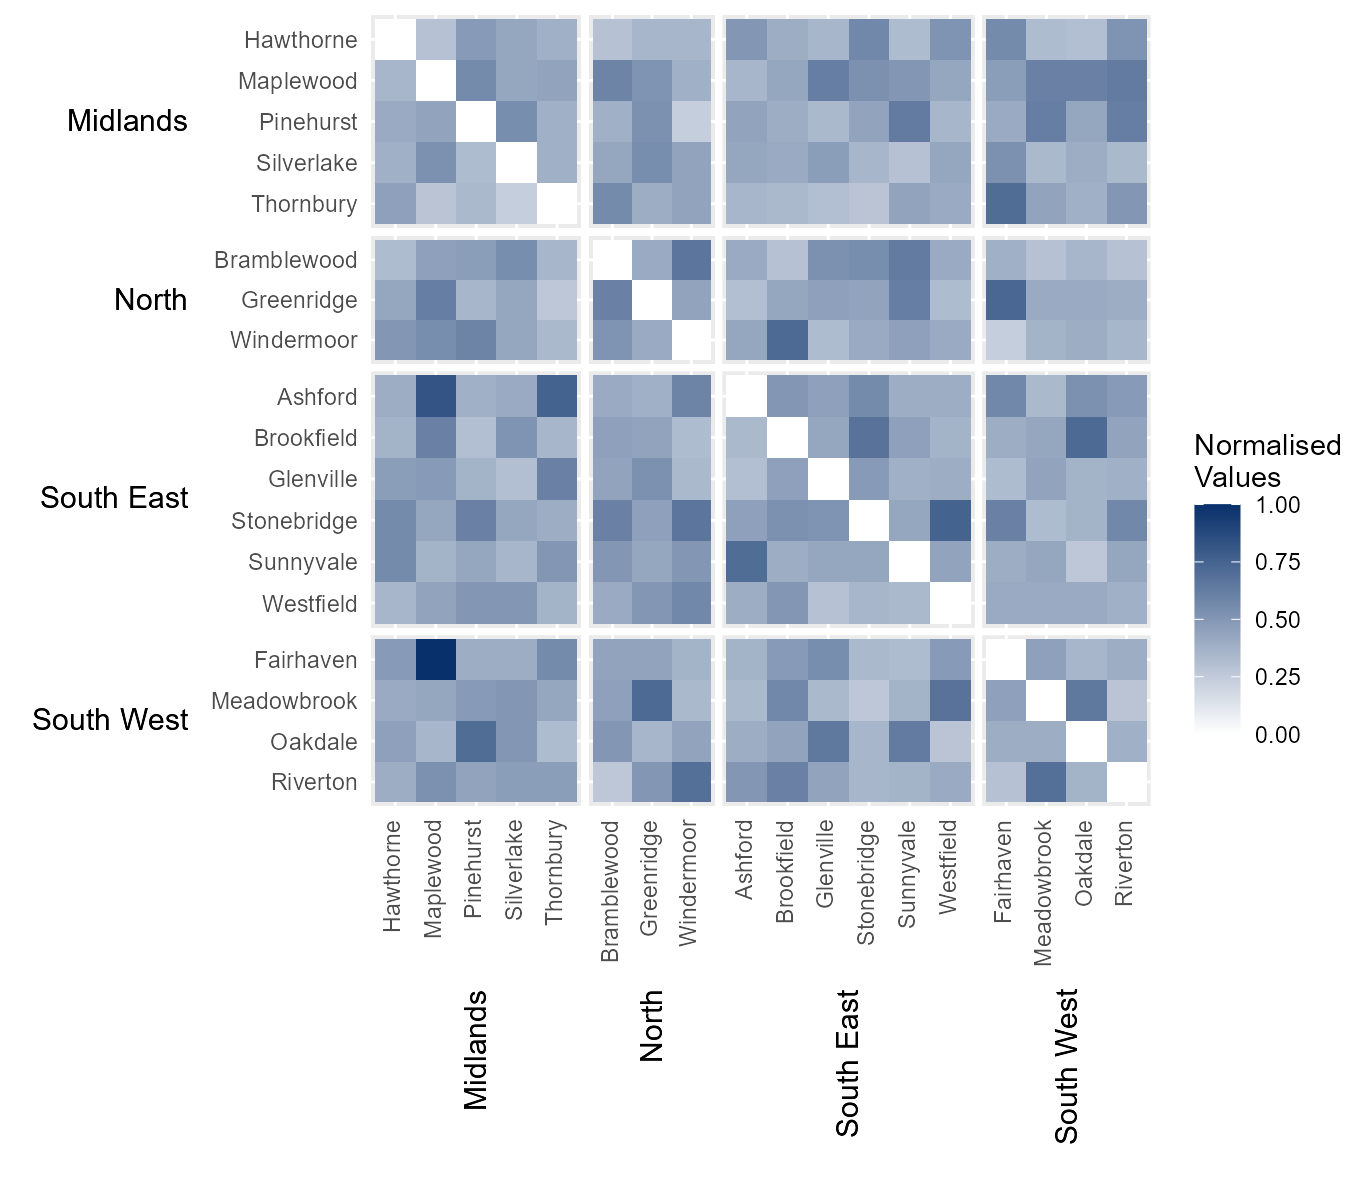 Hawthorne
Maplewood
Midlands
Pinehurst
Silverlake
Thornbury
Bramblewood
North
Greenridge
Windermoor
Ashford
Brookfield
Glenville
South East
Stonebridge
Sunnyvale
Westfield
Fairhaven
Meadowbrook
South West
Oakdale
Riverton
Normalised
Values
1.00
0.75
0.50
0.25
0.00
Hawthorne
Maplewood
Pinehurst
Silverlake
Thornbury
Bramblewood
Greenridge
Windermoor
Ashford
Brookfield
Glenville
Stonebridge
Sunnyvale
Westfield
Fairhaven
Meadowbrook
Oakdale
Riverton
Midlands
North
South East
South West